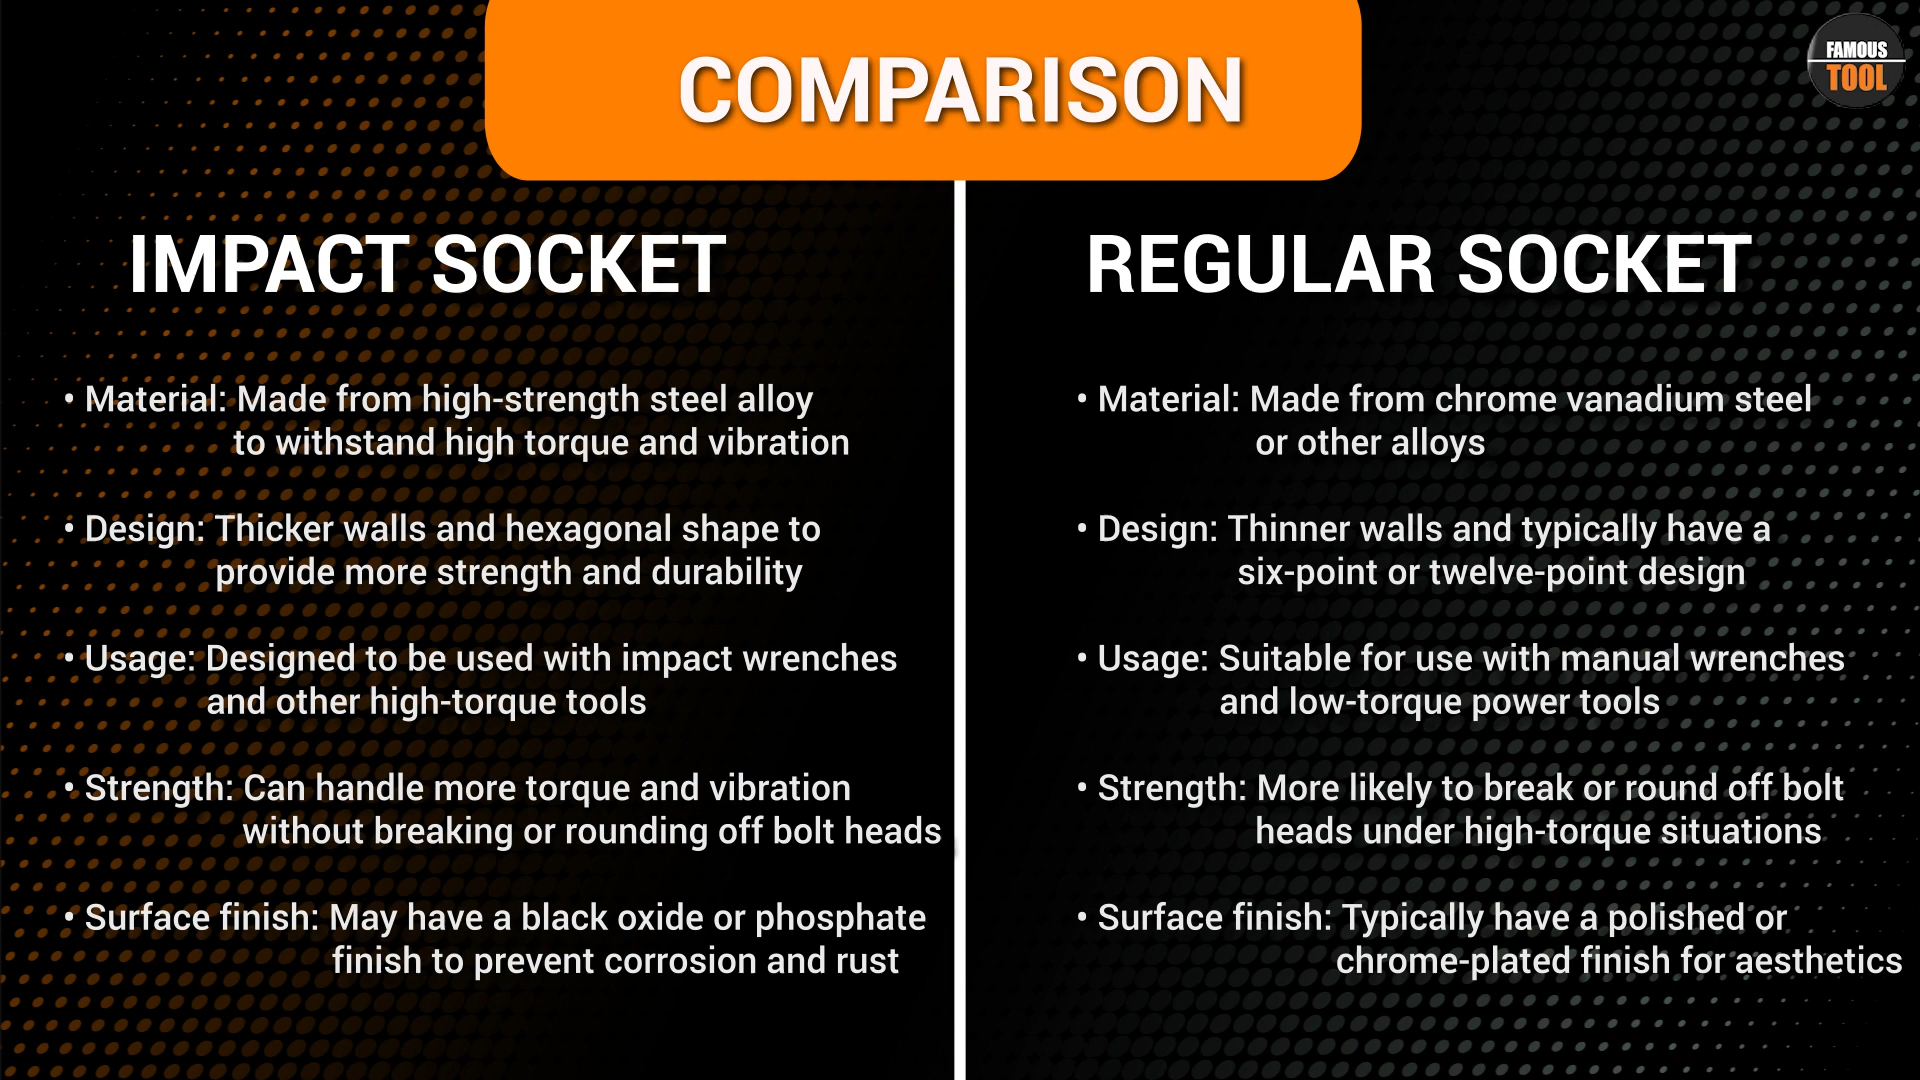 COMPARISON
FAMOUS
TOOL
IMPACT SOCKET
• Material: Made from high-strength steel alloy
to withstand high torque and vibration
• Design: Thicker walls and hexagonal shape to
provide more strength and durability
• Usage: Designed to be used with impact wrenches
and other high-torque tools
• Strength: Can handle more torque and vibration
without breaking or rounding off bolt heads
• Surface finish: May have a black oxide or phosphate
finish to prevent corrosion and rust
REGULAR SOCKET
• Material: Made from chrome vanadium steel
or other alloys
• Design: Thinner walls and typically have a
six-point or twelve-point design
• Usage: Suitable for use with manual wrenches
and low-torque power tools
• Strength: More likely to break or round off bolt
heads under high-torque situations
• Surface finish: Typically have a polished or
chrome-plated finish for aesthetics